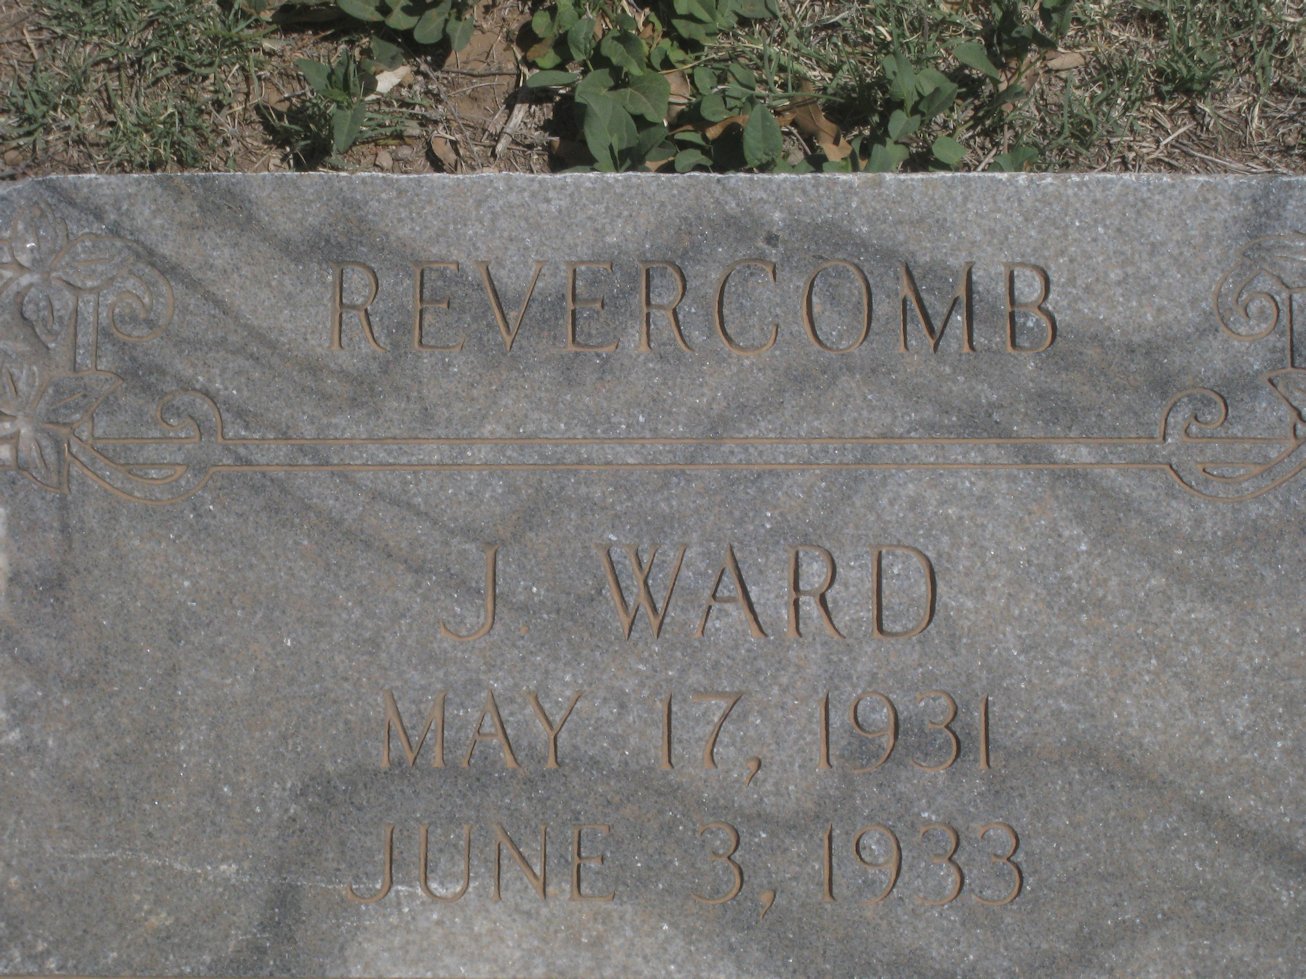 REVERCOMB
J. WARD
MAY 17, 1931
JUNE 3, 1933